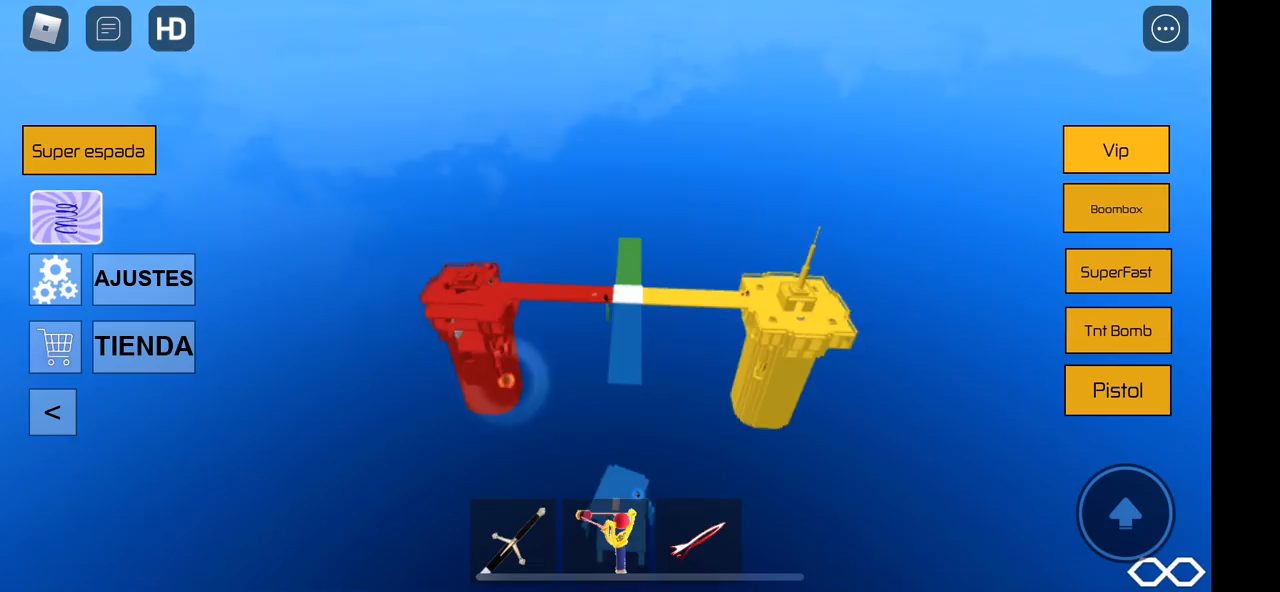 HD
Super espada
AJUSTES
TIENDA
<
Vip
Boombox
SuperFast
Tnt Bomb
Pistol